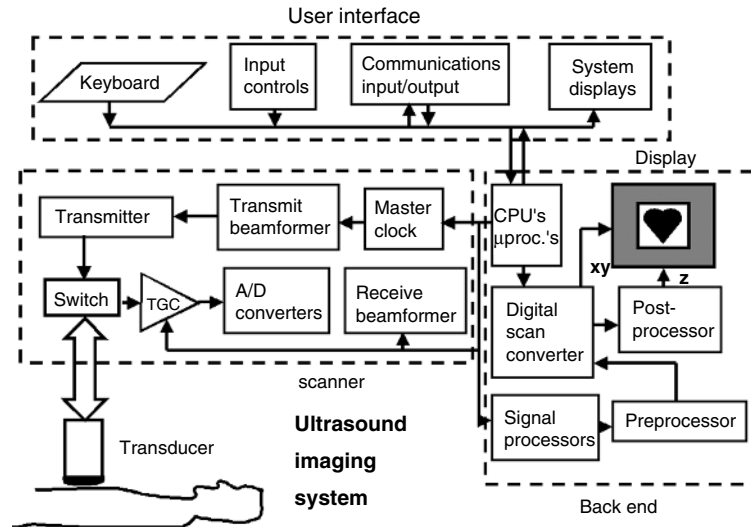 User interface
Keyboard
Input
controls
Communications
input/output
System
displays
Display
Transmitter
Transmit
beamformer
Master
clock
CPU's
μproc.'s
xy
z
Switch
TGC
A/D
converters
Receive
beamformer
Digital
scan
converter
Post-
processor
scanner
Signal
processors
Preprocessor
Transducer
Ultrasound
imaging
system
Back end